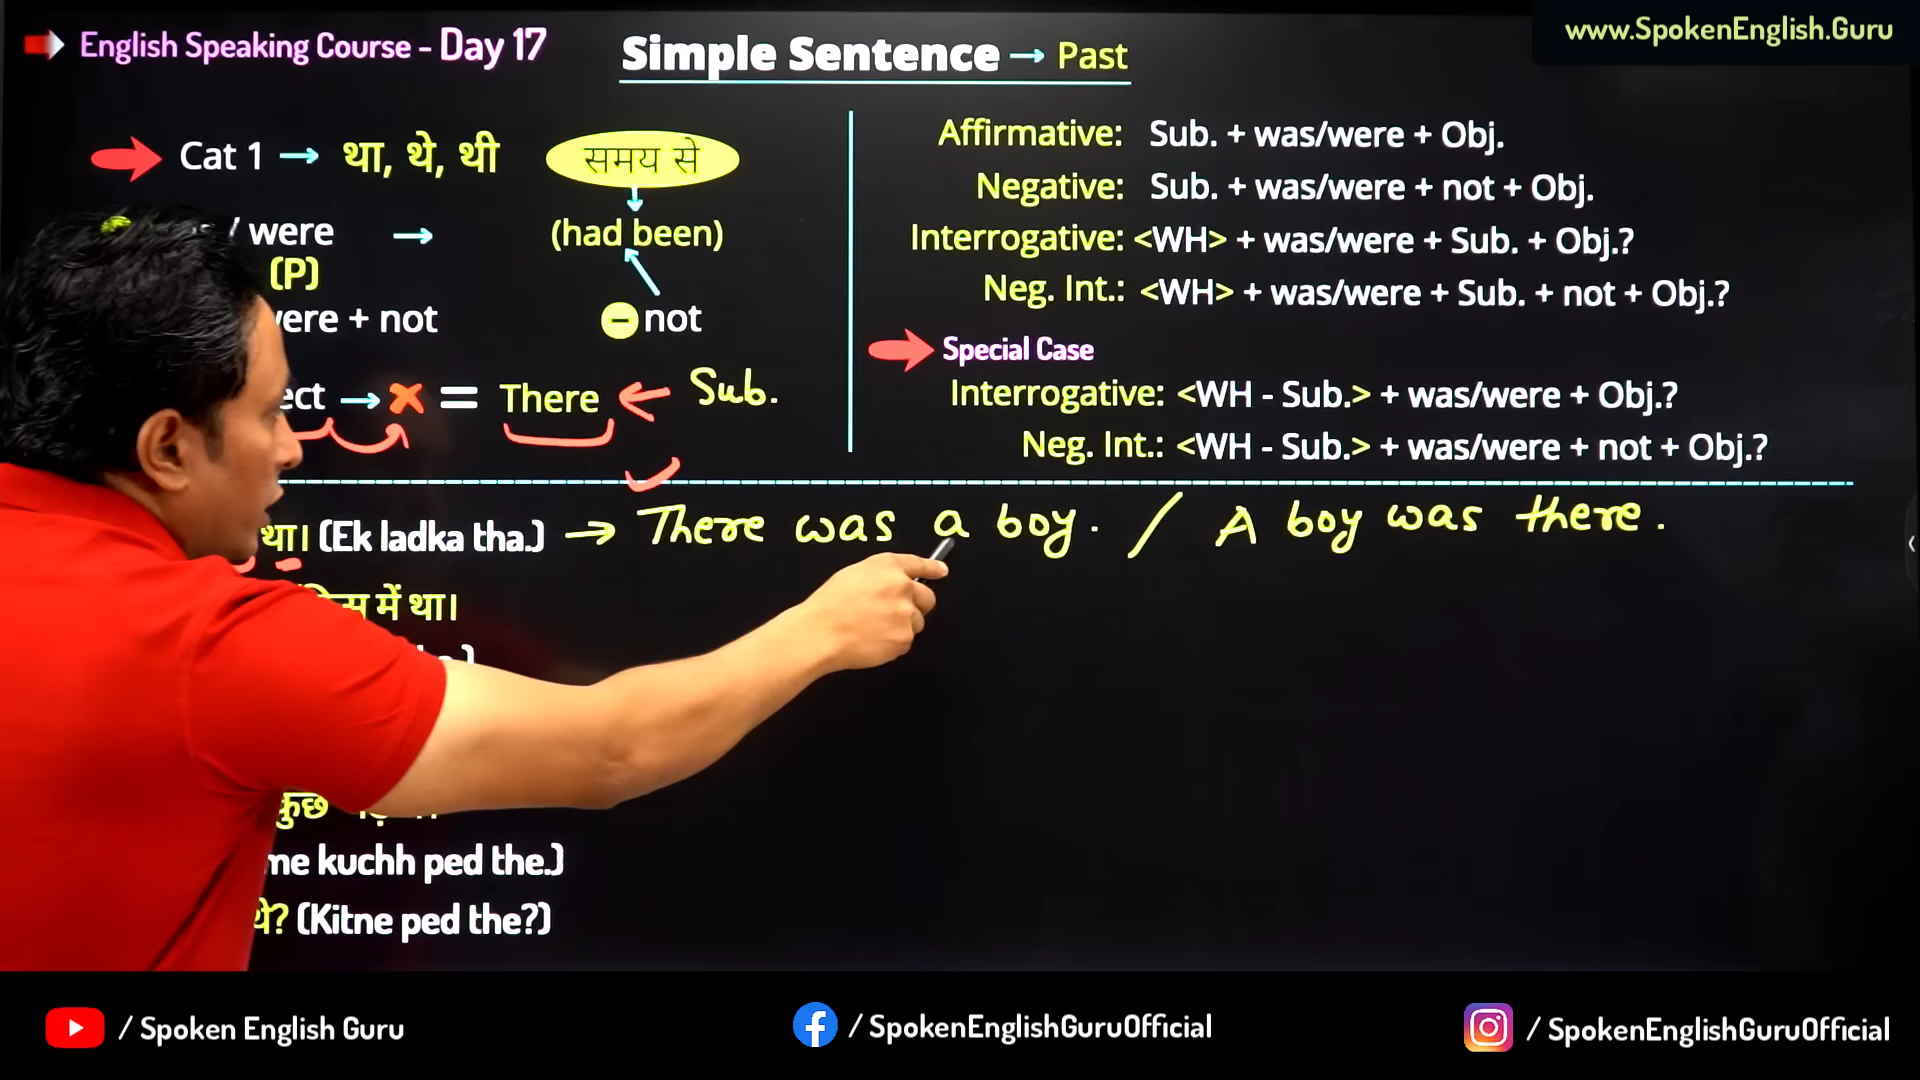 English Speaking Course - Day 17
Simple Sentence → Past
www.SpokenEnglish.Guru
Cat 1 → था, थे, थी
समय से
/ were →
(had been)
(P)
were + not
− not
→ × = There ← Sub.
Affirmative: Sub. + was/were + Obj.
Negative: Sub. + was/were + not + Obj.
Interrogative: <WH> + was/were + Sub. + Obj.?
Neg. Int.: <WH> + was/were + Sub. + not + Obj.?
Special Case
Interrogative: <WH - Sub.> + was/were + Obj.?
Neg. Int.: <WH - Sub.> + was/were + not + Obj.?
था। (Ek ladka tha.) → There was a boy. / A boy was there.
में था।
कुछ
me kuchh ped the.)
थे? (Kitne ped the?)
/ Spoken English Guru
/ SpokenEnglishGuruOfficial
/ SpokenEnglishGuruOfficial